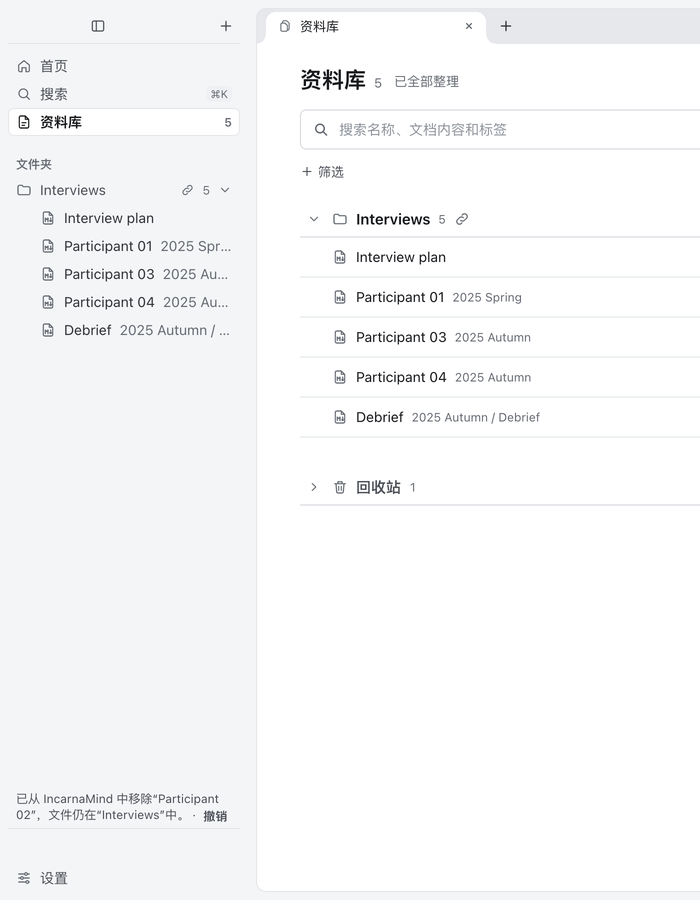 资料库
首页
搜索 ⌘K
资料库 5
文件夹
Interviews 5
Interview plan
Participant 01 2025 Spr...
Participant 03 2025 Au...
Participant 04 2025 Au...
Debrief 2025 Autumn / ...
已从 IncarnaMind 中移除“Participant
02”，文件仍在“Interviews”中。 · 撤销
设置
资料库 5 已全部整理
搜索名称、文档内容和标签
+ 筛选
Interviews 5
Interview plan
Participant 01 2025 Spring
Participant 03 2025 Autumn
Participant 04 2025 Autumn
Debrief 2025 Autumn / Debrief
回收站 1